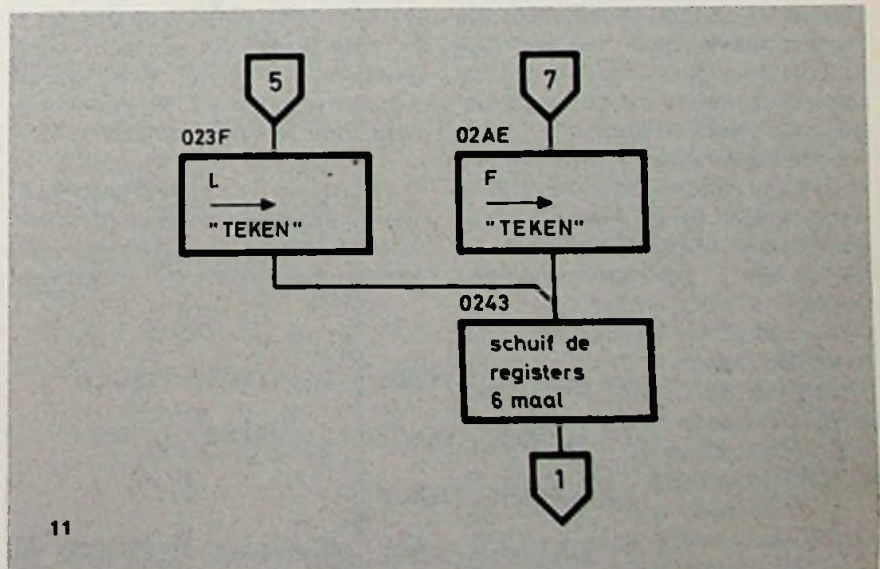 5
7
023F
02AE
L
"TEKEN"
F
"TEKEN"
0243
schuif de
registers
6 maal
1
11